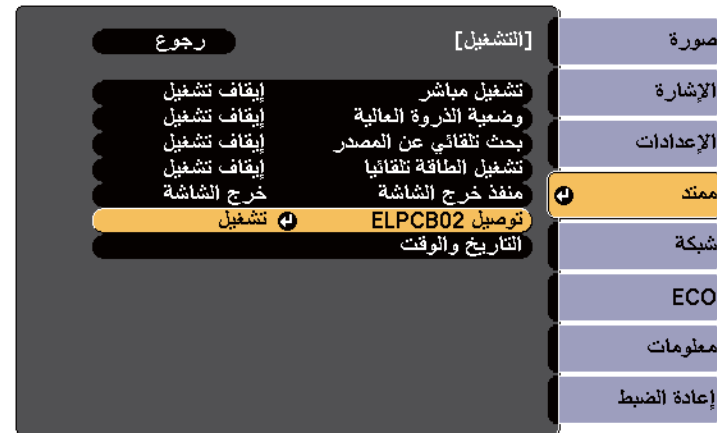 صورة
الإشارة
الإعدادات
ممتد
شبكة
ECO
معلومات
إعادة الضبط
[التشغيل] رجوع
تشغيل مباشر إيقاف تشغيل
وضعية الذروة العالية إيقاف تشغيل
بحث تلقائي عن المصدر إيقاف تشغيل
تشغيل الطاقة تلقائيا إيقاف تشغيل
منفذ خرج الشاشة خرج الشاشة
توصيل ELPCB02 تشغيل
التاريخ والوقت